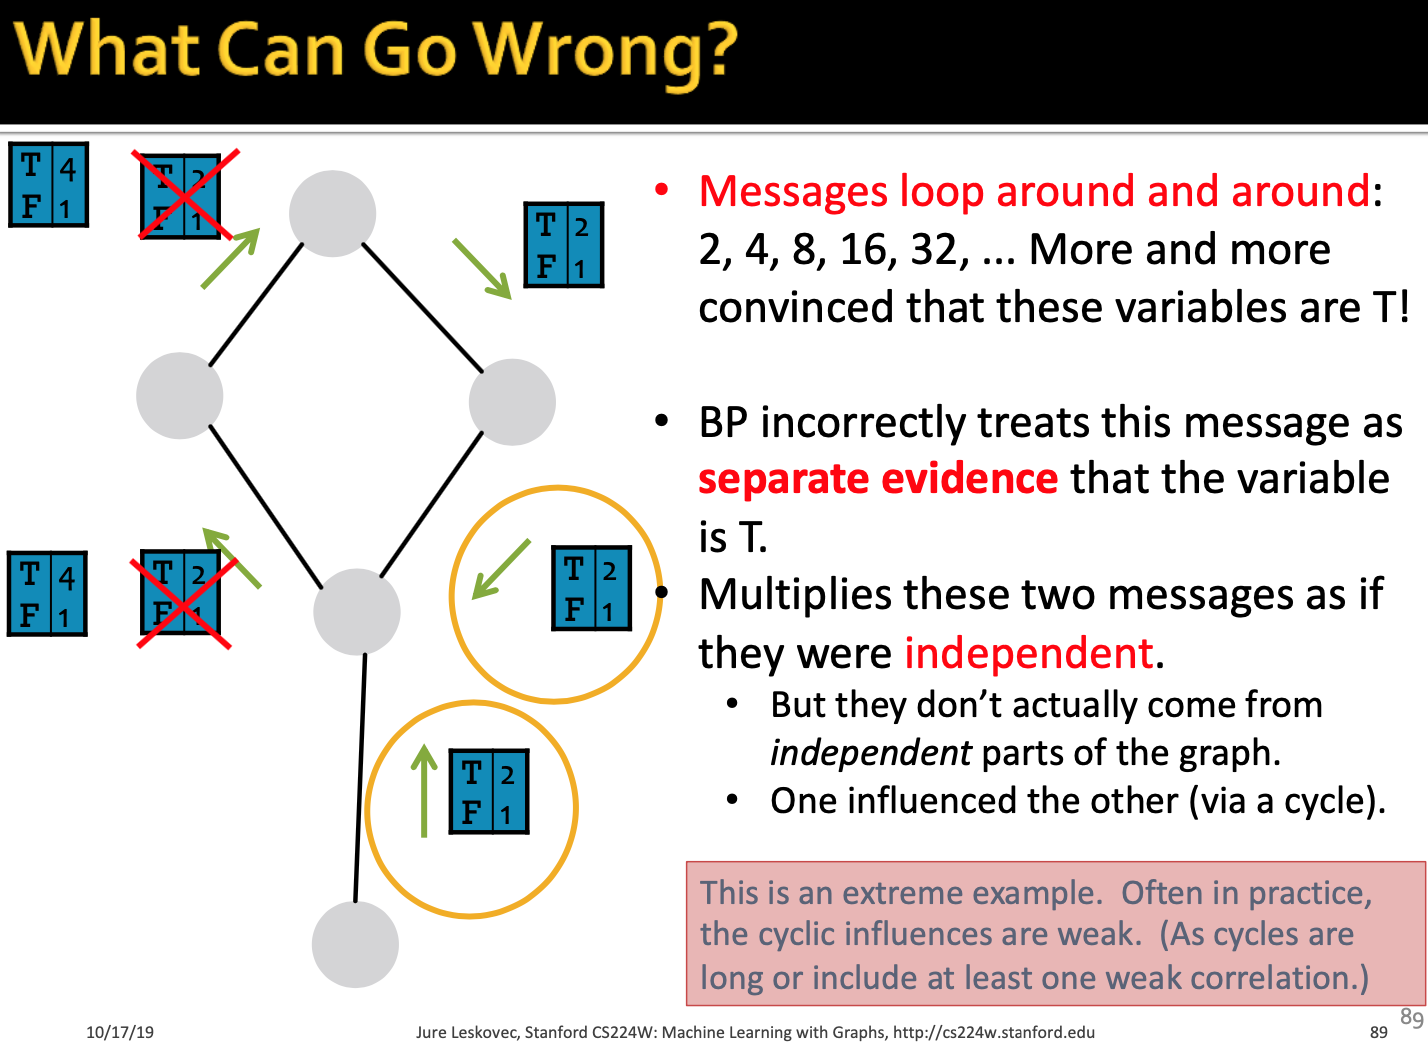 What Can Go Wrong?
T 4
F 1
T 2
F 1
T 2
F 1
• Messages loop around and around:
2, 4, 8, 16, 32, ... More and more
convinced that these variables are T!
• BP incorrectly treats this message as
separate evidence that the variable
is T.
• Multiplies these two messages as if
they were independent.
• But they don’t actually come from
independent parts of the graph.
• One influenced the other (via a cycle).
T 4
F 1
T 2
F 1
T 2
F 1
T 2
F 1
This is an extreme example. Often in practice,
the cyclic influences are weak. (As cycles are
long or include at least one weak correlation.)
10/17/19
Jure Leskovec, Stanford CS224W: Machine Learning with Graphs, http://cs224w.stanford.edu
89
89